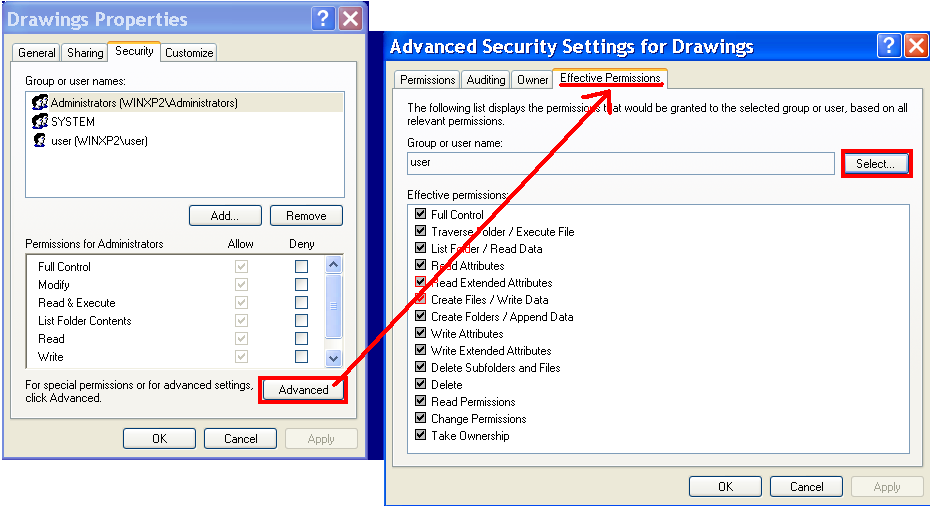 Drawings Properties
General Sharing Security Customize
Group or user names:
Administrators (WINXP2\Administrators)
SYSTEM
user (WINXP2\user)
Add... Remove
Permissions for Administrators Allow Deny
Full Control
Modify
Read & Execute
List Folder Contents
Read
Write
For special permissions or for advanced settings,
click Advanced.
Advanced
OK Cancel Apply
Advanced Security Settings for Drawings
Permissions Auditing Owner Effective Permissions
The following list displays the permissions that would be granted to the selected group or user, based on all
relevant permissions.
Group or user name:
user
Select...
Effective permissions:
Full Control
Traverse Folder / Execute File
List Folder / Read Data
Read Attributes
Read Extended Attributes
Create Files / Write Data
Create Folders / Append Data
Write Attributes
Write Extended Attributes
Delete Subfolders and Files
Delete
Read Permissions
Change Permissions
Take Ownership
OK Cancel Apply